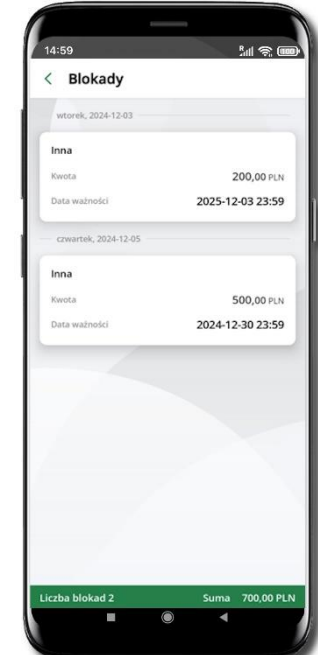 14:59
Blokady
wtorek, 2024-12-03
Inna
Kwota 200,00 PLN
Data ważności 2025-12-03 23:59
czwartek, 2024-12-05
Inna
Kwota 500,00 PLN
Data ważności 2024-12-30 23:59
Liczba blokad 2 Suma 700,00 PLN